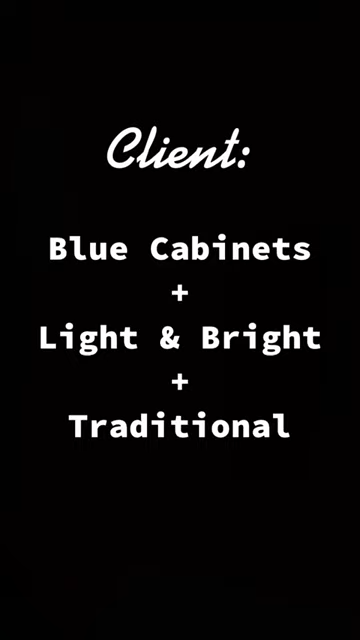 Client:
Blue Cabinets
+
Light & Bright
+
Traditional